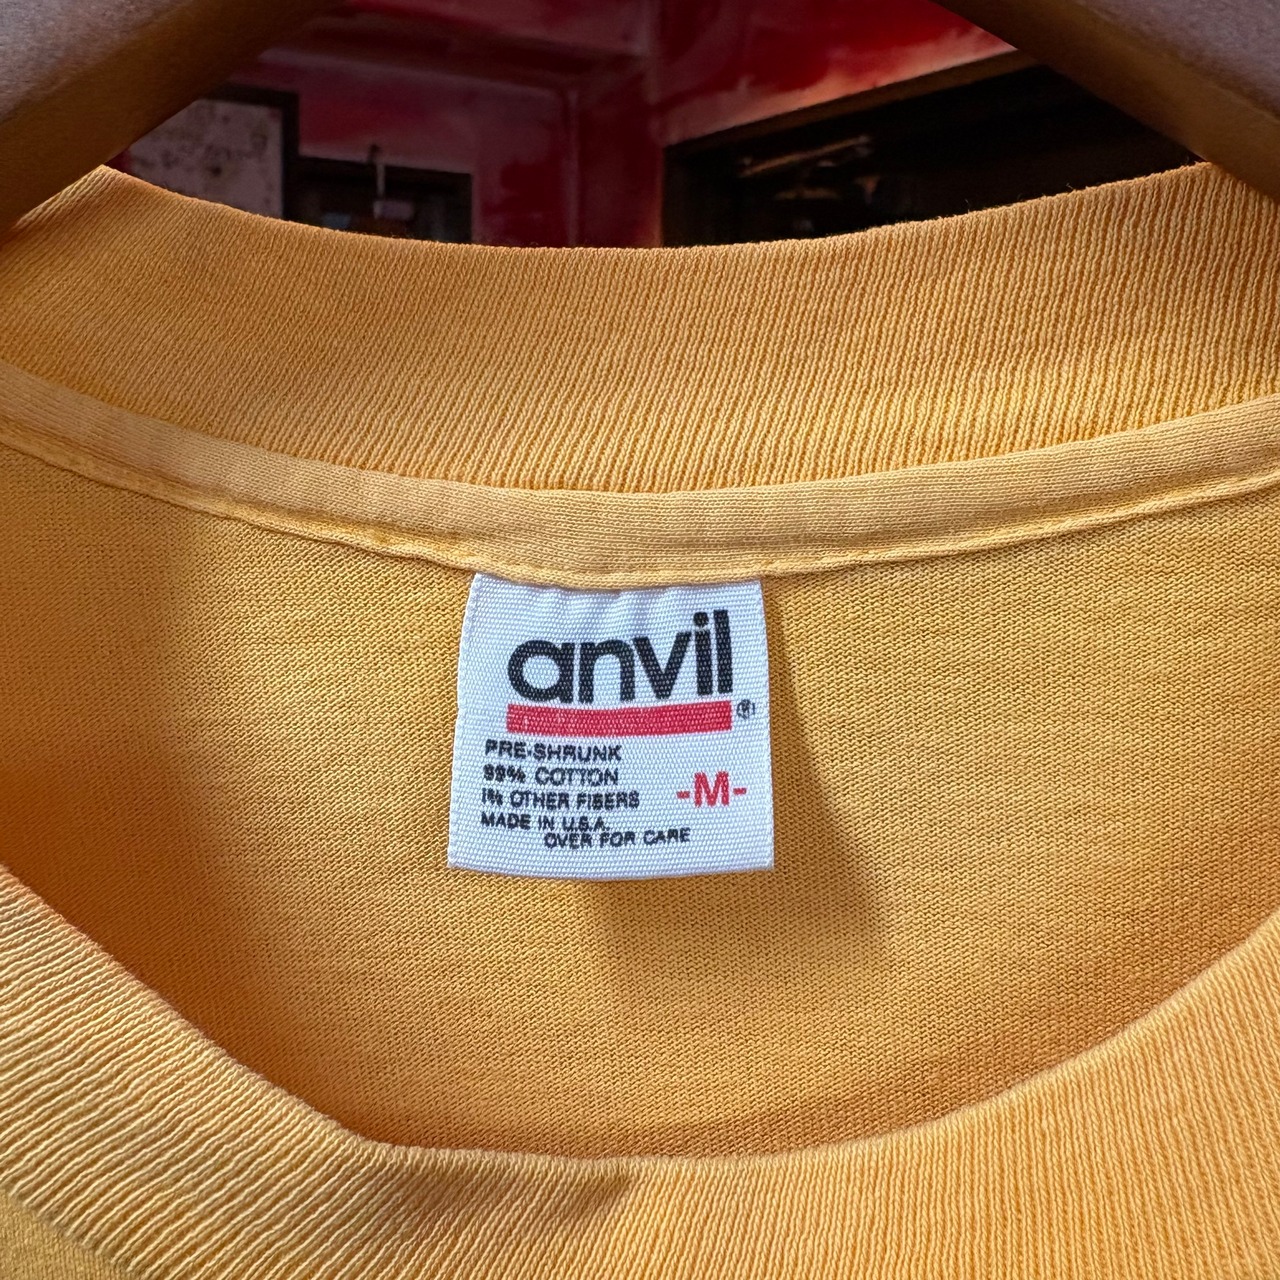 anvil®
PRE-SHRUNK
99% COTTON
1% OTHER FIBERS
-M-
MADE IN U.S.A.
OVER FOR CARE